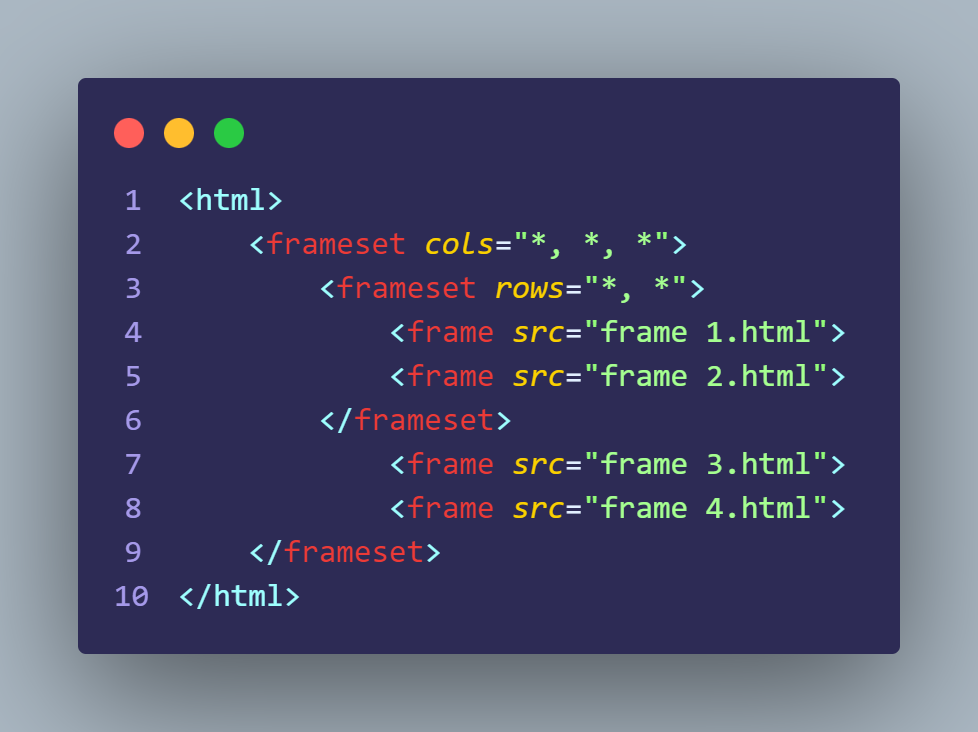 1 <html>
2     <frameset cols="*, *, *">
3         <frameset rows="*, *">
4             <frame src="frame 1.html">
5             <frame src="frame 2.html">
6         </frameset>
7             <frame src="frame 3.html">
8             <frame src="frame 4.html">
9     </frameset>
10 </html>